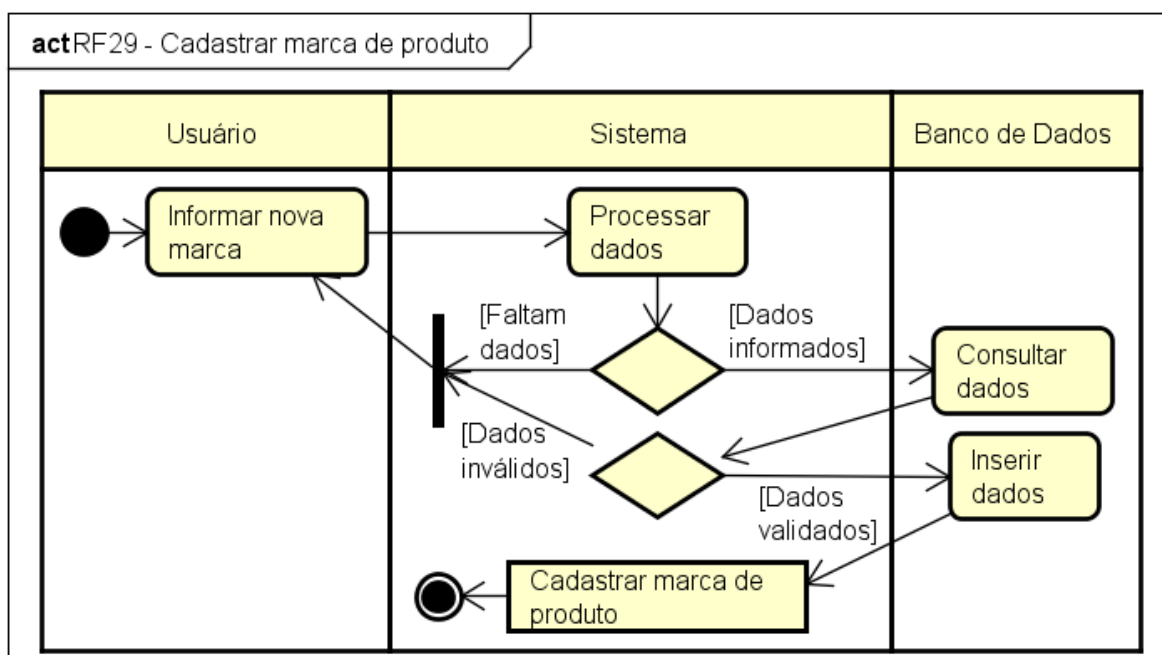 actRF29 - Cadastrar marca de produto
Usuário
Sistema
Banco de Dados
Informar nova
marca
Processar
dados
[Faltam
dados]
[Dados
informados]
Consultar
dados
[Dados
inválidos]
Inserir
dados
[Dados
validados]
Cadastrar marca de
produto